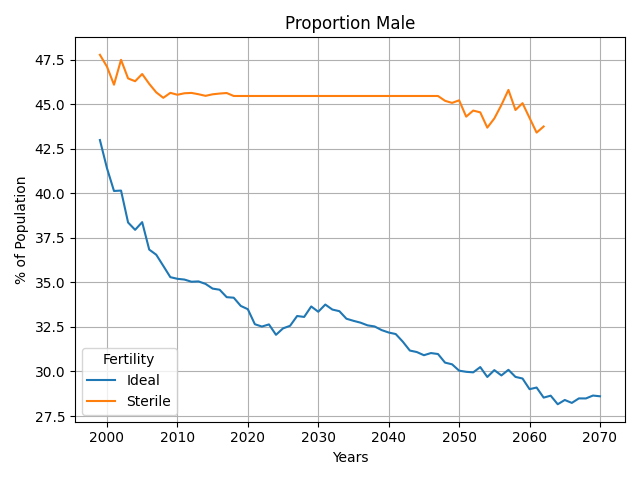 Proportion Male
% of Population
47.5
45.0
42.5
40.0
37.5
35.0
32.5
30.0
27.5
Fertility
Ideal
Sterile
2000 2010 2020 2030 2040 2050 2060 2070
Years